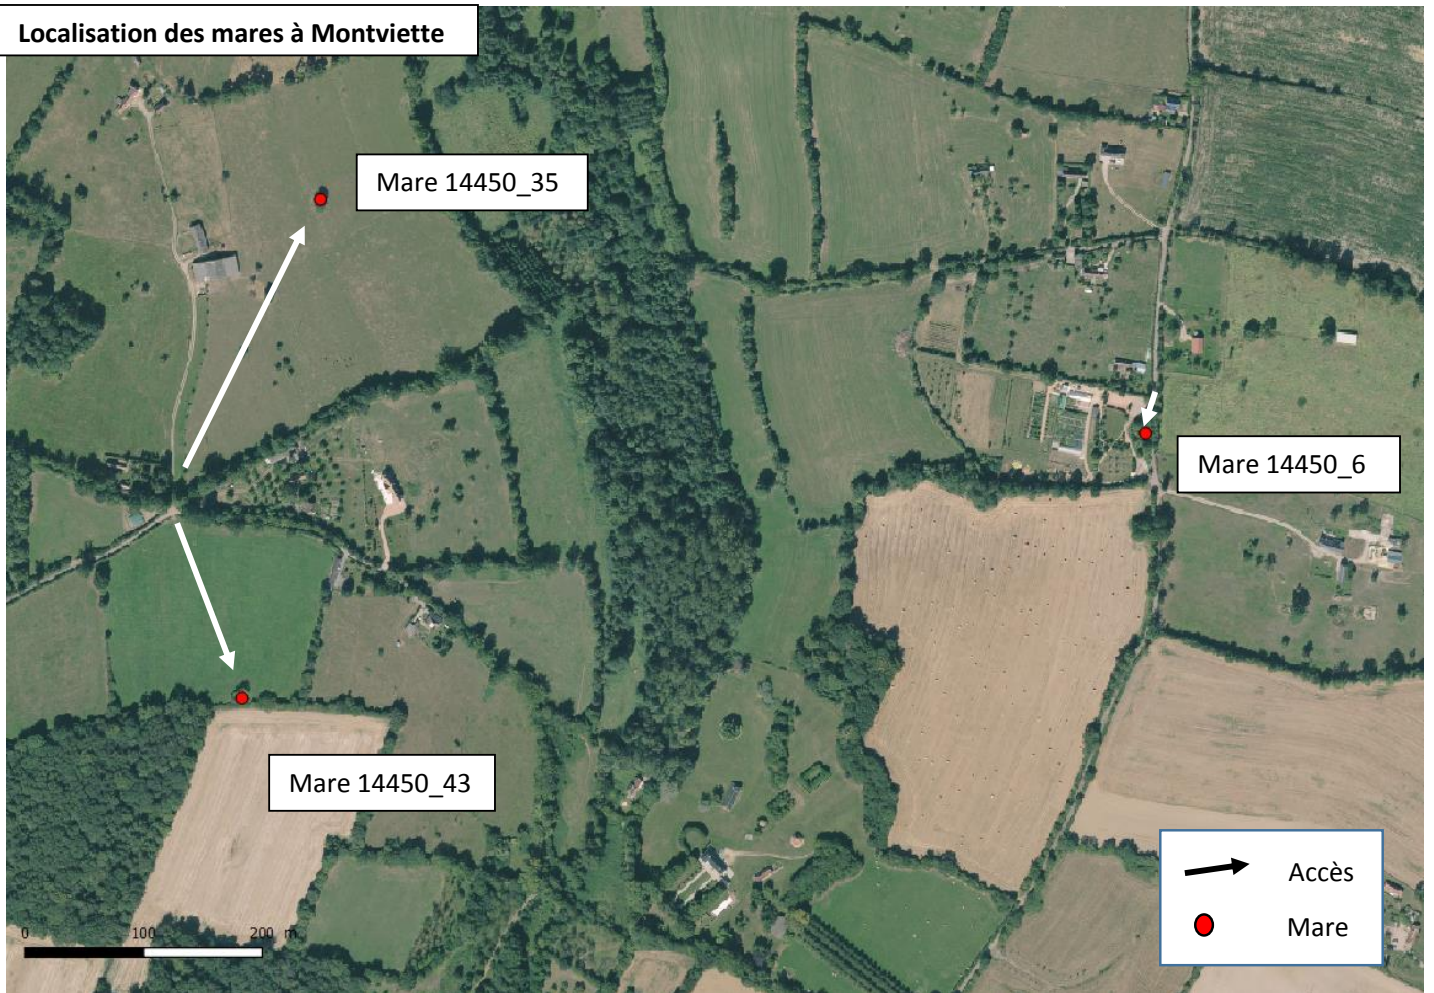 Localisation des mares à Montviette
Mare 14450_35
Mare 14450_6
Mare 14450_43
Accès
Mare
0 100 200 m